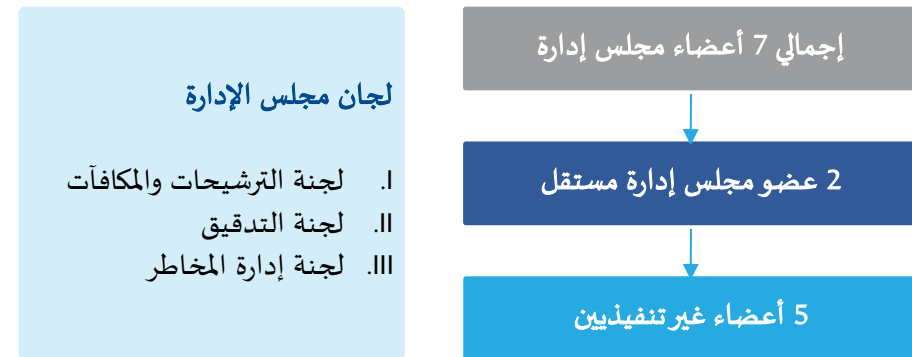 إجمالي 7 أعضاء مجلس إدارة
2 عضو مجلس إدارة مستقل
5 أعضاء غير تنفيذيين
لجان مجلس الإدارة
I. لجنة الترشيحات والمكافآت
II. لجنة التدقيق
III. لجنة إدارة المخاطر